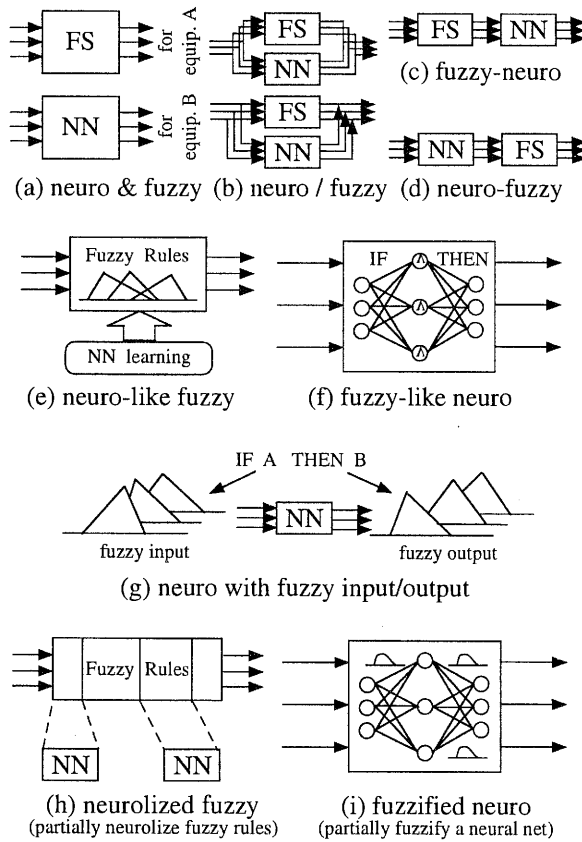 FS
for
equip. A
NN
for
equip. B
(a) neuro & fuzzy
FS
NN
FS
NN
(b) neuro / fuzzy
FS NN
(c) fuzzy-neuro
NN FS
(d) neuro-fuzzy
Fuzzy Rules
NN learning
(e) neuro-like fuzzy
IF THEN
Λ
Λ
Λ
(f) fuzzy-like neuro
IF A THEN B
NN
fuzzy input
fuzzy output
(g) neuro with fuzzy input/output
Fuzzy Rules
NN NN
(h) neurolized fuzzy
(partially neurolize fuzzy rules)
(i) fuzzified neuro
(partially fuzzify a neural net)